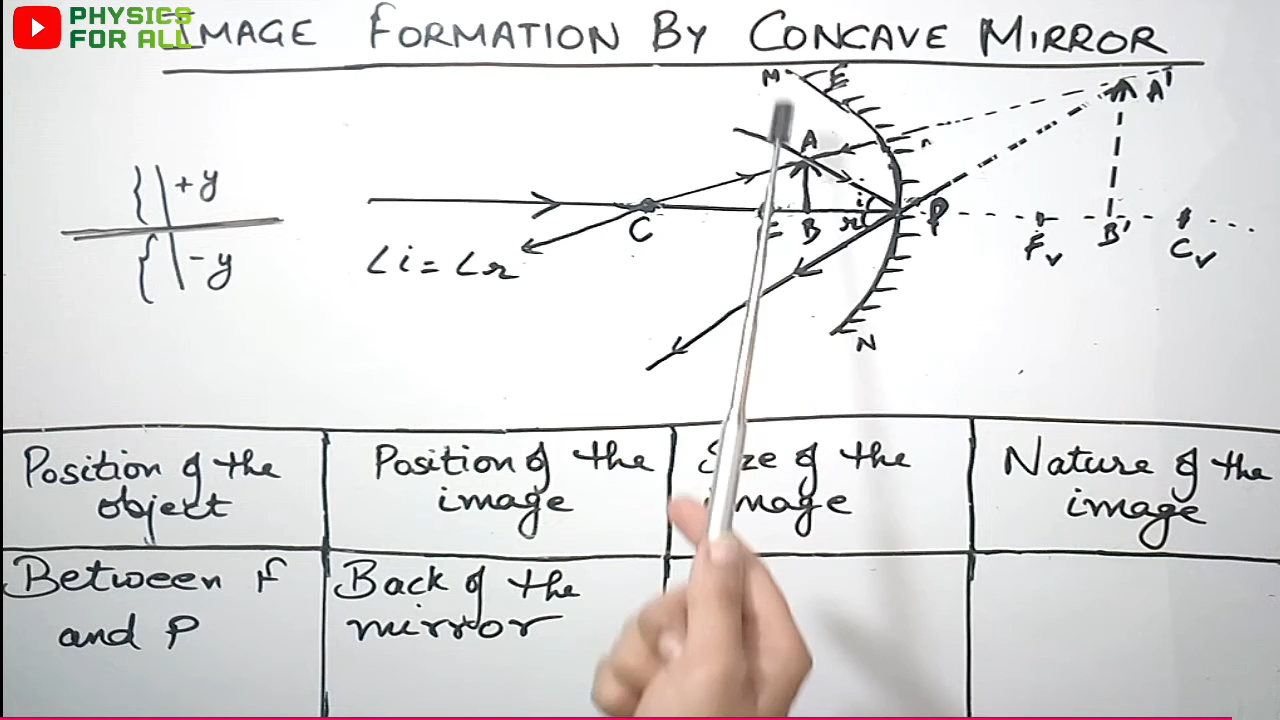 PHYSICS
FOR ALL
IMAGE FORMATION BY CONCAVE MIRROR
M
E
A'
A
+y
i
C
F
B
r
P
Fv
B'
Cv
-y
∠i = ∠r
N
Position of the
object
Position of the
image
Size of the
image
Nature of the
image
Between F
and P
Back of the
mirror